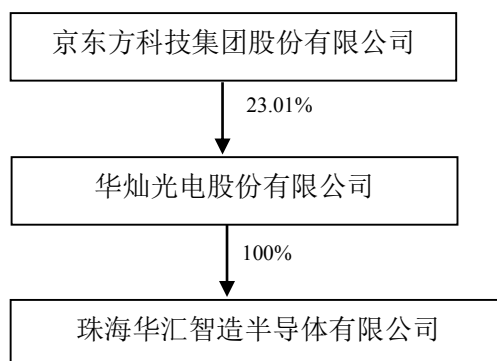 京东方科技集团股份有限公司
23.01%
华灿光电股份有限公司
100%
珠海华汇智造半导体有限公司